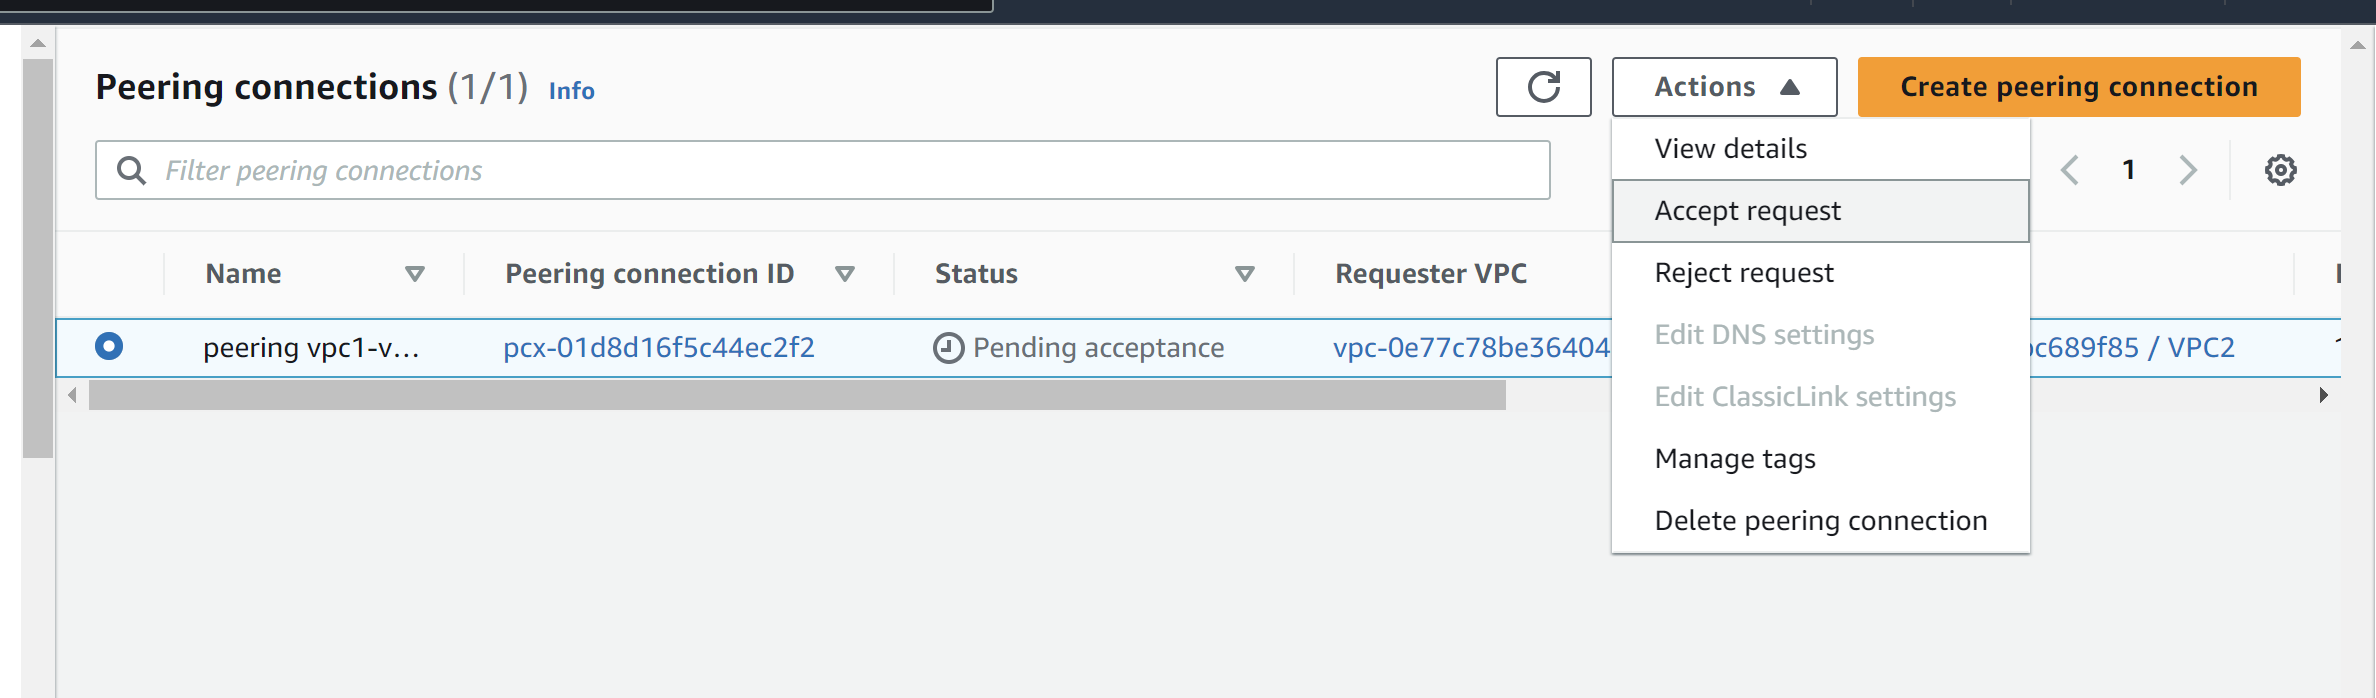 Peering connections (1/1) Info
Actions
Create peering connection
Filter peering connections
1
View details
Accept request
Reject request
Edit DNS settings
Edit ClassicLink settings
Manage tags
Delete peering connection
Name Peering connection ID Status Requester VPC
peering vpc1-v... pcx-01d8d16f5c44ec2f2 Pending acceptance vpc-0e77c78be36404 c689f85 / VPC2